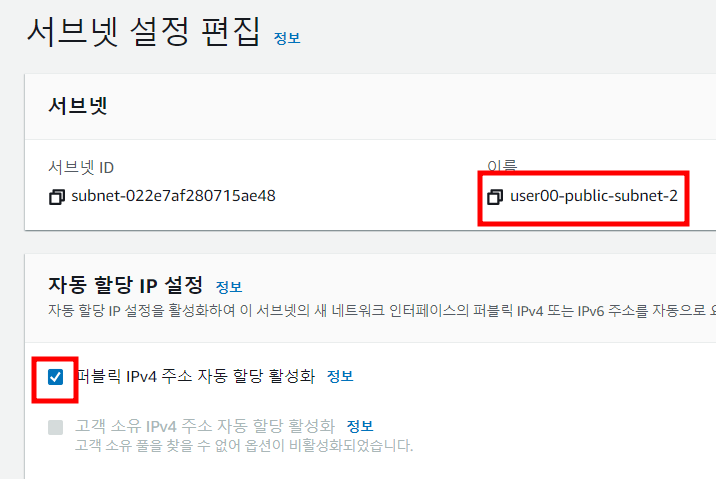 서브넷 설정 편집 정보
서브넷
서브넷 ID
이름
subnet-022e7af280715ae48
user00-public-subnet-2
자동 할당 IP 설정 정보
자동 할당 IP 설정을 활성화하여 이 서브넷의 새 네트워크 인터페이스의 퍼블릭 IPv4 또는 IPv6 주소를 자동으로
퍼블릭 IPv4 주소 자동 할당 활성화 정보
고객 소유 IPv4 주소 자동 할당 활성화 정보
고객 소유 풀을 찾을 수 없어 옵션이 비활성화되었습니다.